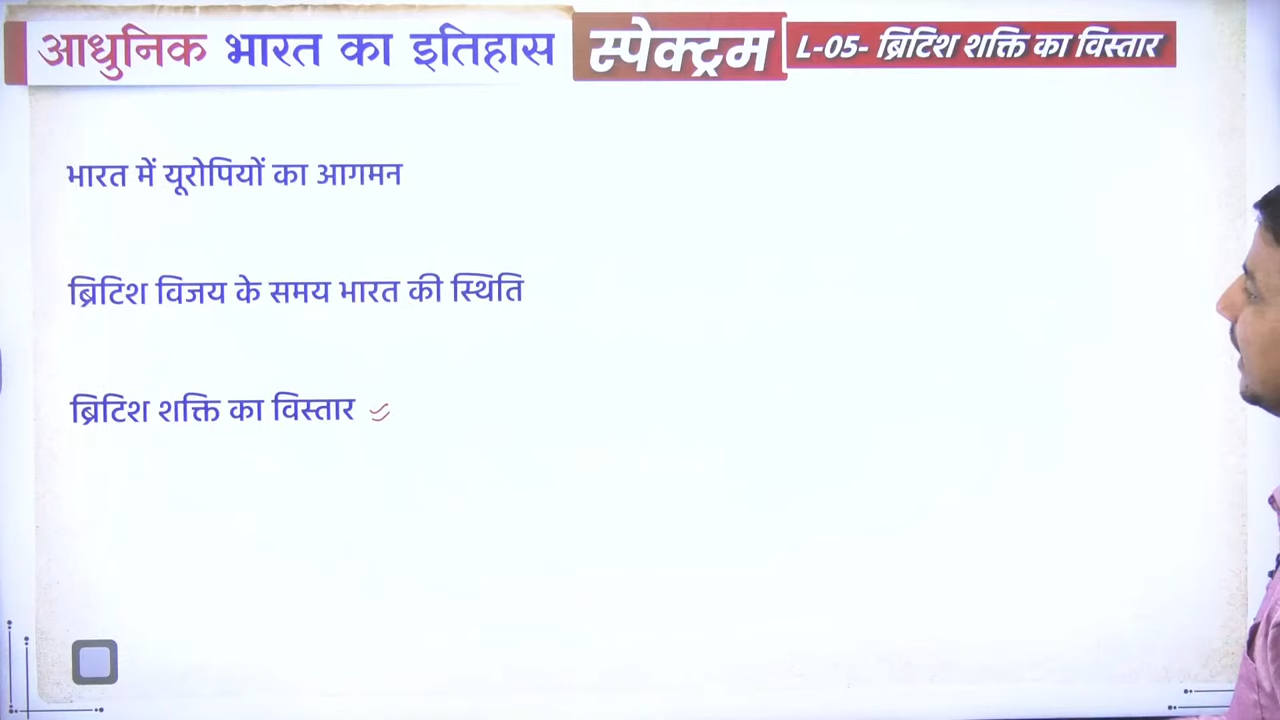 आधुनिक भारत का इतिहास स्पेक्ट्रम L-05- ब्रिटिश शक्ति का विस्तार
भारत में यूरोपियों का आगमन
ब्रिटिश विजय के समय भारत की स्थिति
ब्रिटिश शक्ति का विस्तार